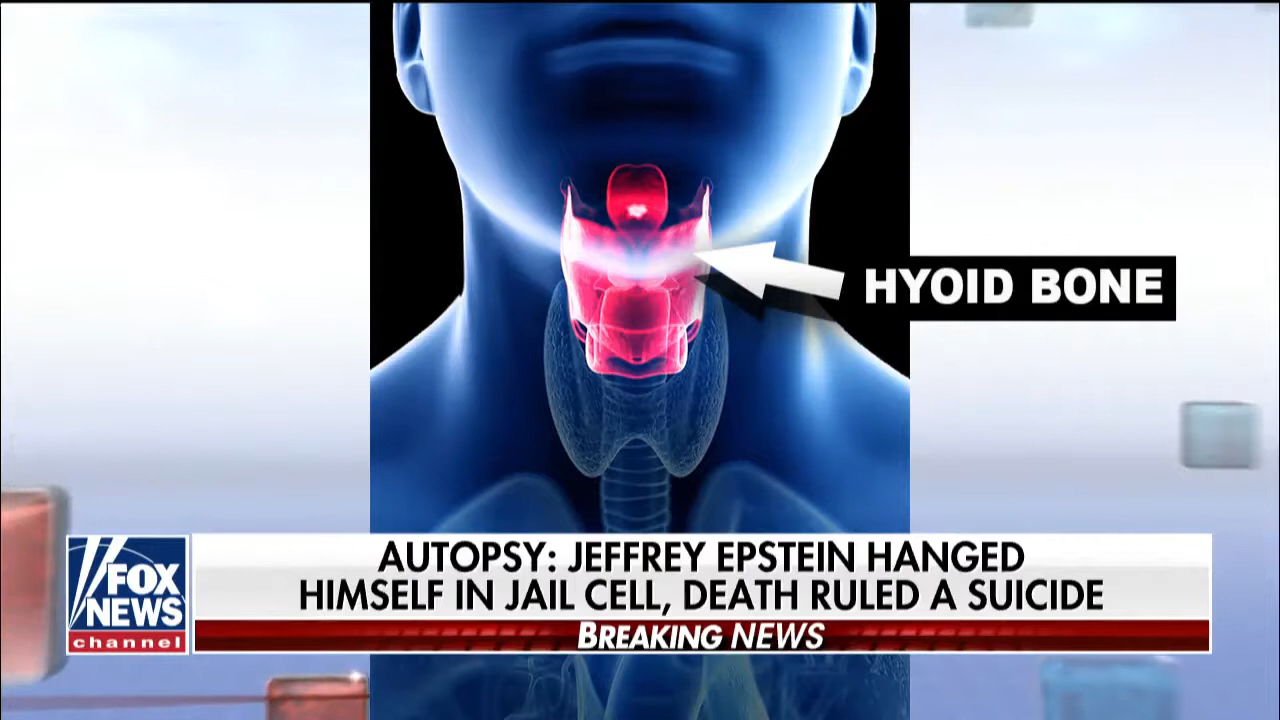 HYOID BONE
AUTOPSY: JEFFREY EPSTEIN HANGED
HIMSELF IN JAIL CELL, DEATH RULED A SUICIDE
BREAKING NEWS
FOX
NEWS
channel